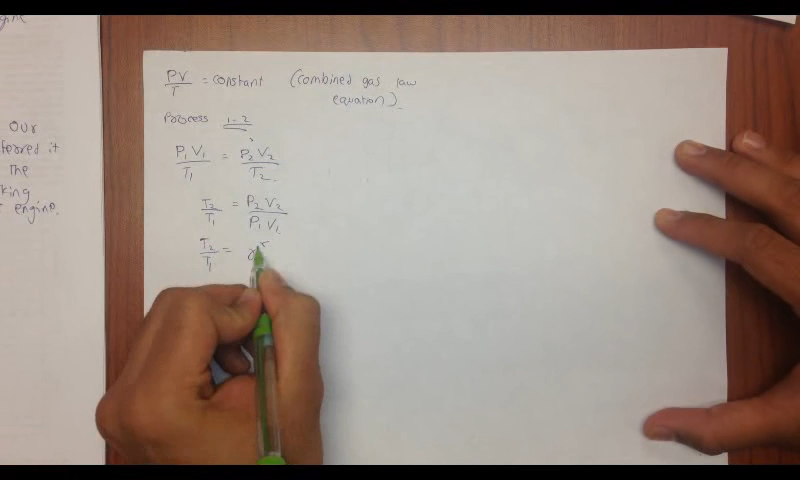 Our
ferred it
The
king
engine.
PV/T = constant (combined gas law
equation).
Process 1-2
P₁V₁/T₁ = P₂V₂/T₂
T₂/T₁ = P₂V₂/P₁V₁
T₂/T₁ =